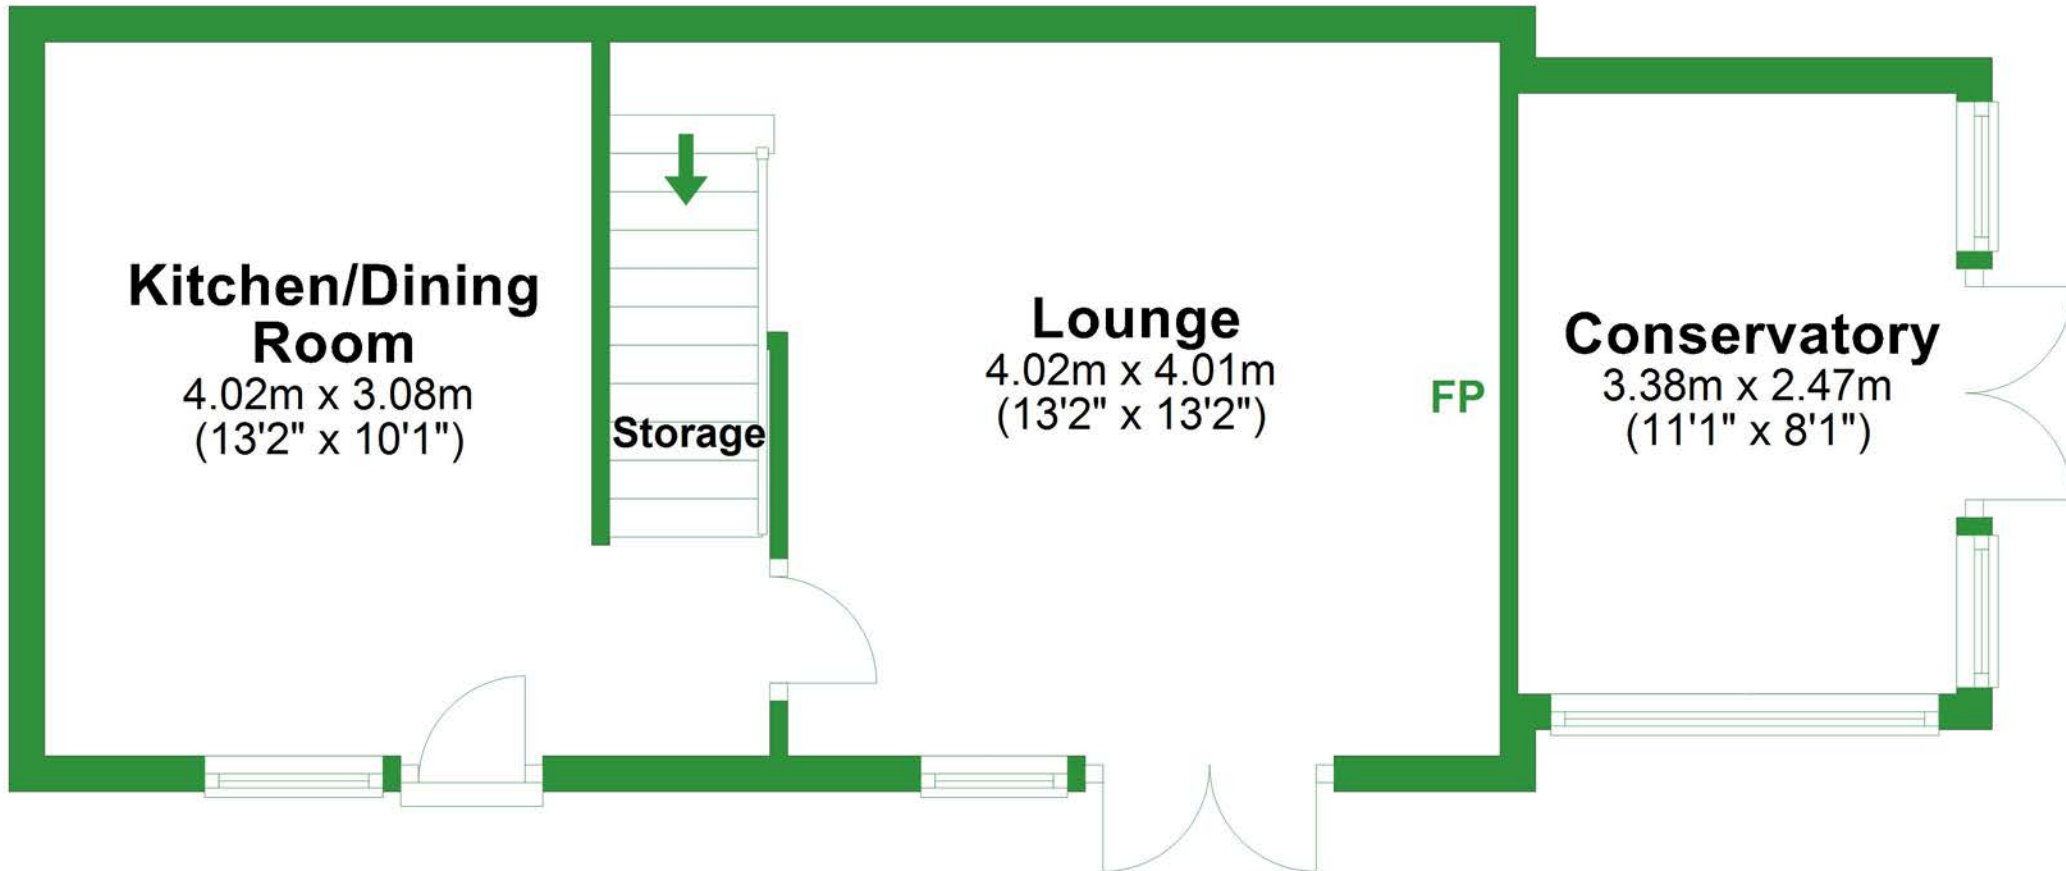 Kitchen/Dining
Room
4.02m x 3.08m
(13'2" x 10'1")
Storage
Lounge
4.02m x 4.01m
(13'2" x 13'2")
FP
Conservatory
3.38m x 2.47m
(11'1" x 8'1")